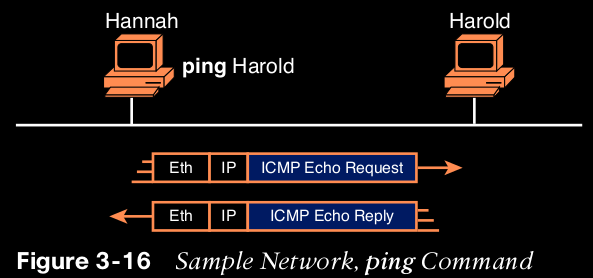 Hannah Harold
ping Harold
Eth IP ICMP Echo Request
Eth IP ICMP Echo Reply
Figure 3-16 Sample Network, ping Command